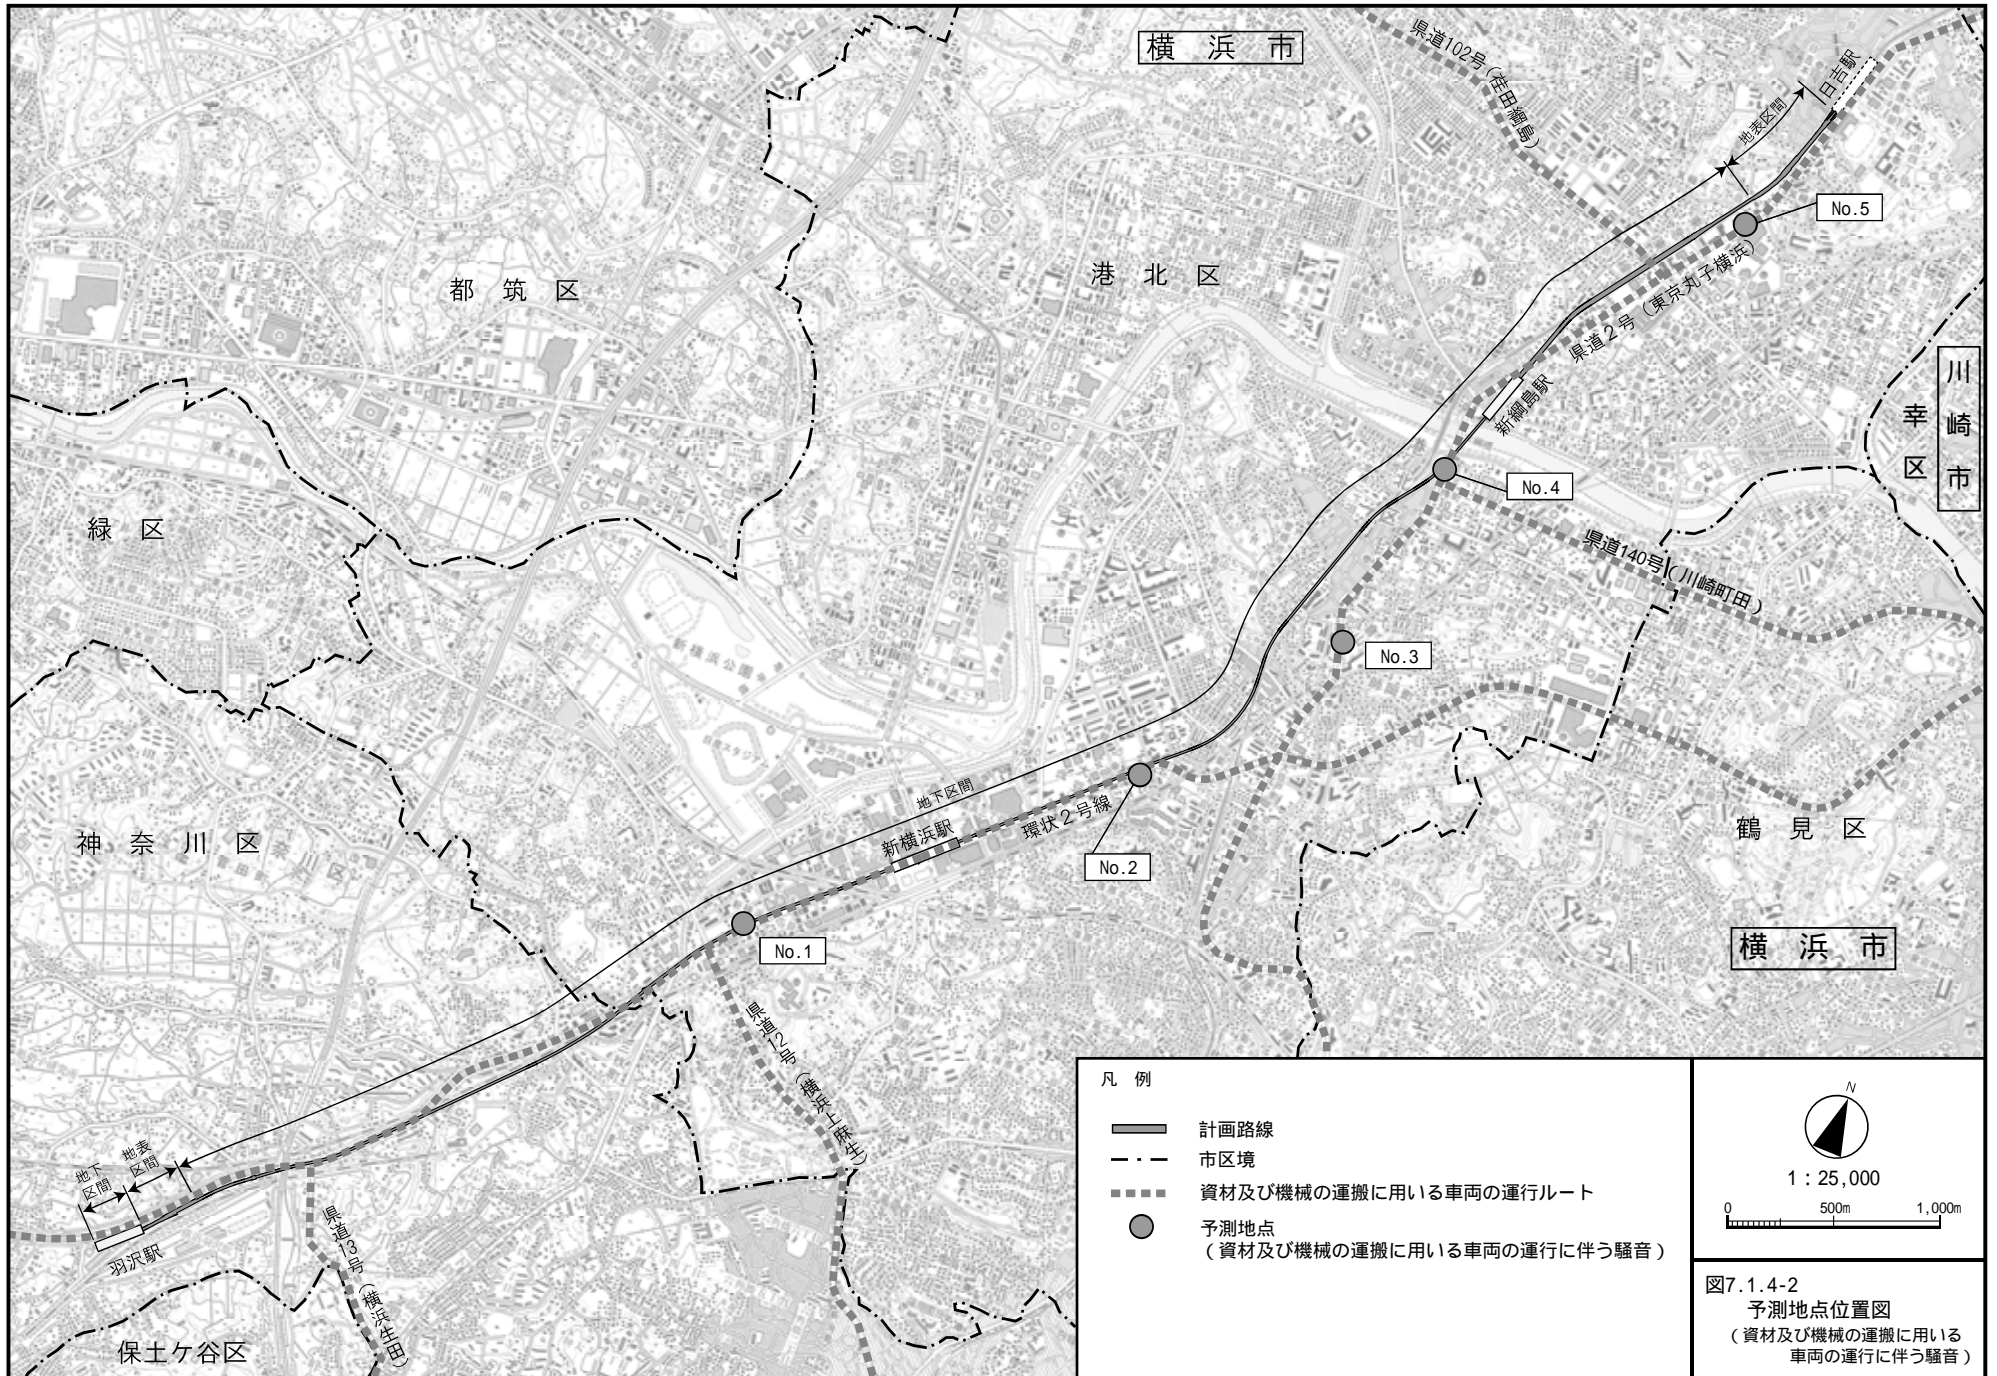 横浜市
県道102号（荏田綱島）
日吉駅
地表区間
No.5
港北区
都筑区
県道２号（東京丸子横浜）
川崎市
幸区
新綱島駅
No.4
緑区
県道140号（川崎町田）
新横浜公園
No.3
地下区間
新横浜駅
環状２号線
No.2
神奈川区
鶴見区
No.1
横浜市
県道12号（横浜上麻生）
地下
区間
地表
区間
羽沢駅
県道13号（横浜生田）
保土ケ谷区
凡 例
計画路線
市区境
資材及び機械の運搬に用いる車両の運行ルート
予測地点
（資材及び機械の運搬に用いる車両の運行に伴う騒音）
N
1：25,000
0 500m 1,000m
図7.1.4-2
予測地点位置図
（資材及び機械の運搬に用いる
車両の運行に伴う騒音）